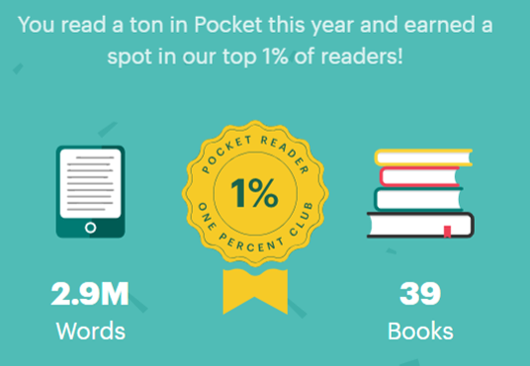 You read a ton in Pocket this year and earned a
spot in our top 1% of readers!
POCKET READER
1%
ONE PERCENT CLUB
2.9M
Words
39
Books